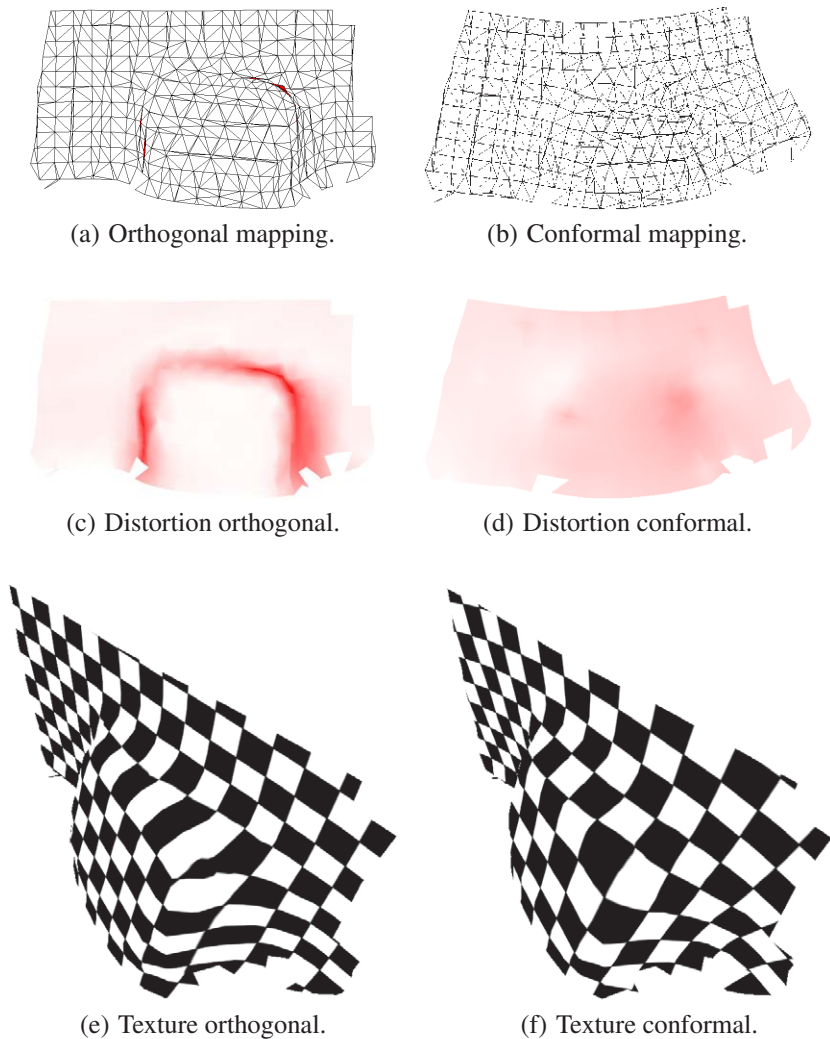 (a) Orthogonal mapping.
(b) Conformal mapping.
(c) Distortion orthogonal.
(d) Distortion conformal.
(e) Texture orthogonal.
(f) Texture conformal.